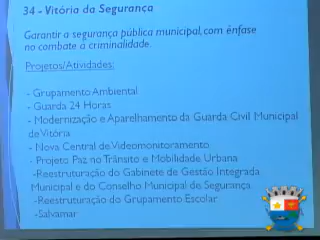 34 - Vitória da Segurança
Garantir a segurança pública municipal, com ênfase
no combate a criminalidade.
Projetos/Atividades:
- Grupamento Ambiental
- Guarda 24 Horas
- Modernização e Aparelhamento da Guarda Civil Municipal
de Vitória
- Nova Central de Videomonitoramento
- Projeto Paz no Trânsito e Mobilidade Urbana
-Reestruturação do Gabinete de Gestão Integrada
Municipal e do Conselho Municipal de Segurança
-Reestruturação do Grupamento Escolar
-Salvamar